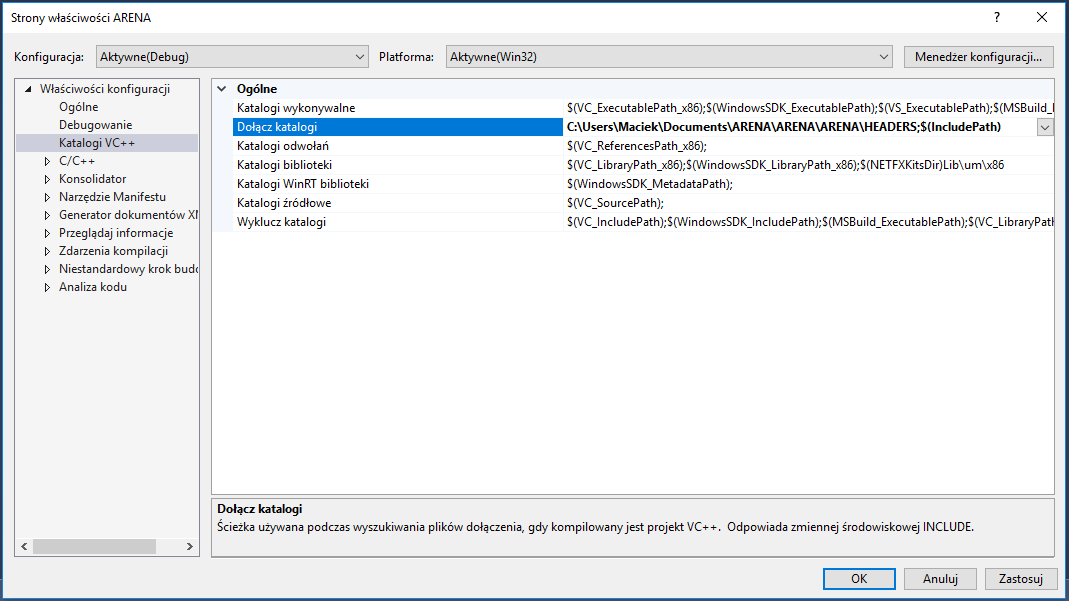 Strony właściwości ARENA
?
Konfiguracja: Aktywne(Debug) Platforma: Aktywne(Win32) Menedżer konfiguracji...
Właściwości konfiguracji
Ogólne
Debugowanie
Katalogi VC++
C/C++
Konsolidator
Narzędzie Manifestu
Generator dokumentów XM
Przeglądaj informacje
Zdarzenia kompilacji
Niestandardowy krok budo
Analiza kodu
Ogólne
Katalogi wykonywalne $(VC_ExecutablePath_x86);$(WindowsSDK_ExecutablePath);$(VS_ExecutablePath);$(MSBuild_
Dołącz katalogi C:\Users\Maciek\Documents\ARENA\ARENA\ARENA\HEADERS;$(IncludePath)
Katalogi odwołań $(VC_ReferencesPath_x86);
Katalogi biblioteki $(VC_LibraryPath_x86);$(WindowsSDK_LibraryPath_x86);$(NETFXKitsDir)Lib\um\x86
Katalogi WinRT biblioteki $(WindowsSDK_MetadataPath);
Katalogi źródłowe $(VC_SourcePath);
Wyklucz katalogi $(VC_IncludePath);$(WindowsSDK_IncludePath);$(MSBuild_ExecutablePath);$(VC_LibraryPath
Dołącz katalogi
Ścieżka używana podczas wyszukiwania plików dołączenia, gdy kompilowany jest projekt VC++. Odpowiada zmiennej środowiskowej INCLUDE.
OK Anuluj Zastosuj